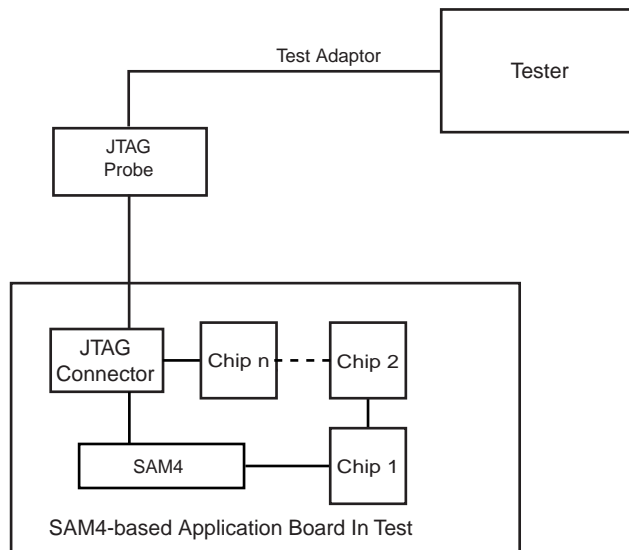 Test Adaptor
Tester
JTAG
Probe
JTAG
Connector
Chip n
Chip 2
SAM4
Chip 1
SAM4-based Application Board In Test